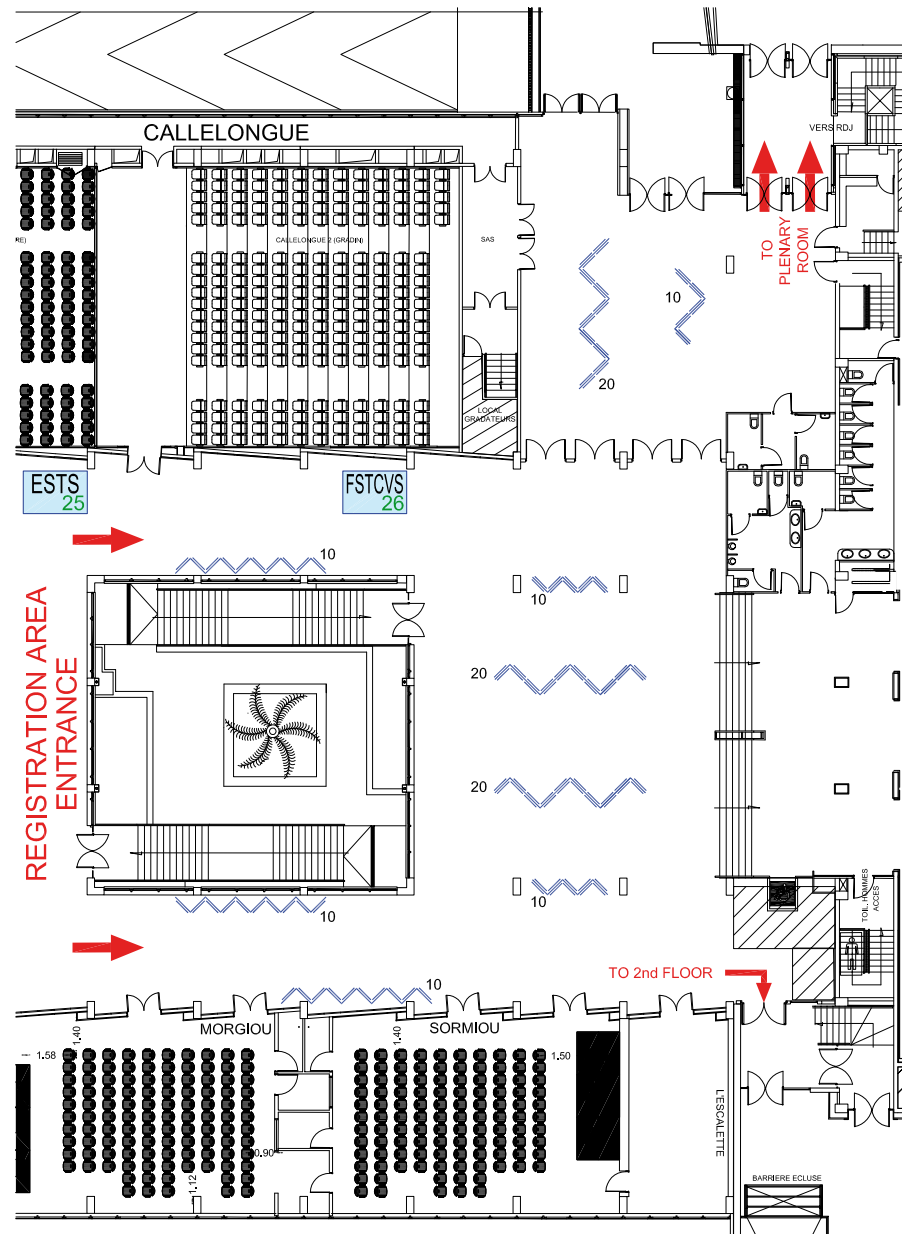 CALLELONGUE
VERS RDJ
RE)
CALLELONGUE 2 (GRADIN)
SAS
TO
PLENARY
ROOM
10
20
LOCAL
GRADATEURS
ESTS
25
FSTCVS
26
10
10
REGISTRATION AREA
ENTRANCE
20
20
10
10
TOIL. HOMMES
ACCES
TO 2nd FLOOR
10
MORGIOU
SORMIOU
1.40
1.40
1.58
1.50
L'ESCALETTE
0.90
1.12
BARRIERE ECLUSE